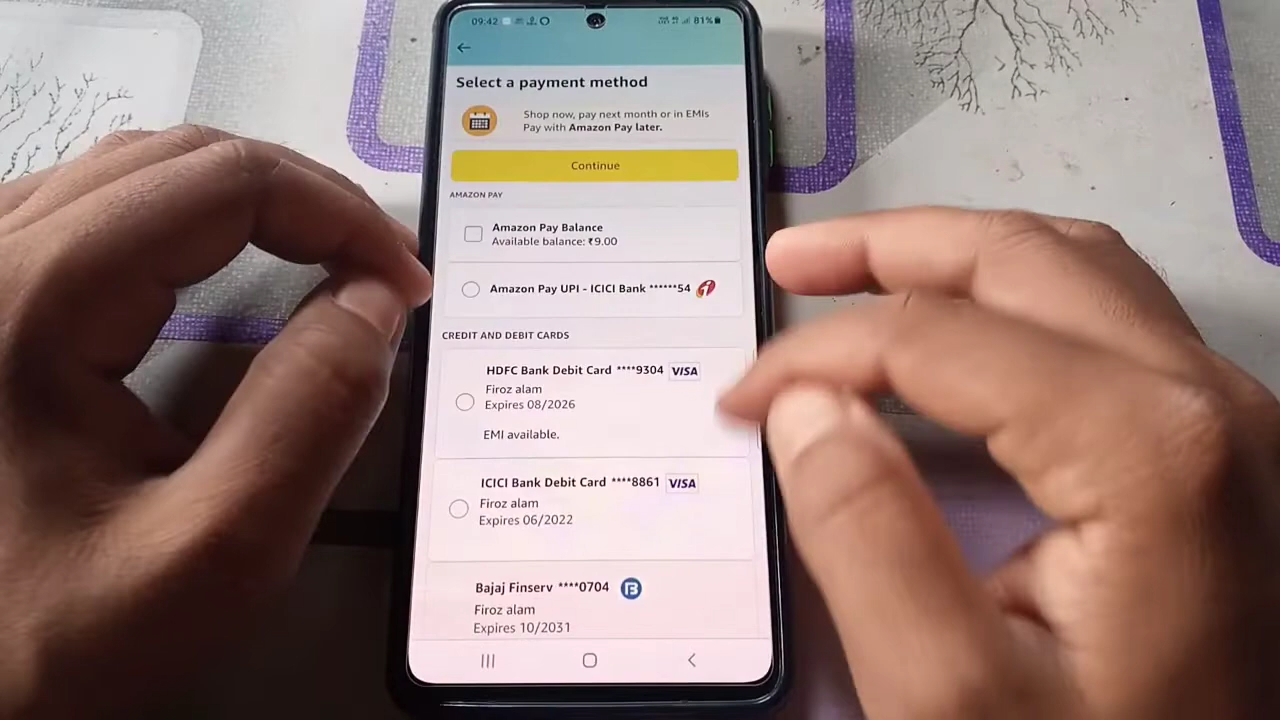 09:42
81%
Select a payment method
Shop now, pay next month or in EMIs
Pay with Amazon Pay later.
Continue
AMAZON PAY
Amazon Pay Balance
Available balance: ₹9.00
Amazon Pay UPI - ICICI Bank ******54
CREDIT AND DEBIT CARDS
HDFC Bank Debit Card ****9304 VISA
Firoz alam
Expires 08/2026
EMI available.
ICICI Bank Debit Card ****8861 VISA
Firoz alam
Expires 06/2022
Bajaj Finserv ****0704 B
Firoz alam
Expires 10/2031